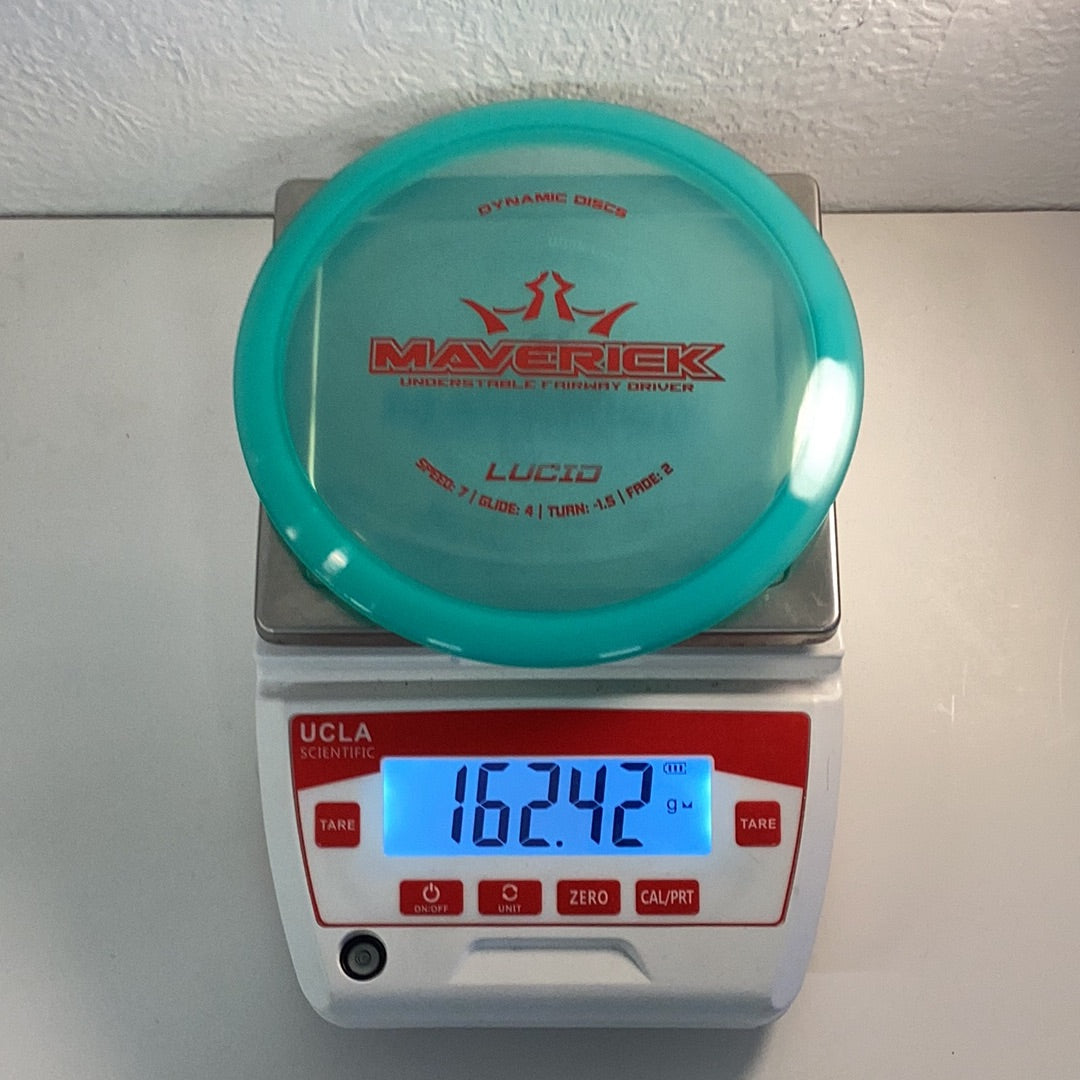 DYNAMIC DISCS
MAVERICK
UNDERSTABLE FAIRWAY DRIVER
LUCID
SPEED: 7 | GLIDE: 4 | TURN: -1.5 | FADE: 2
UCLA
SCIENTIFIC
162.42
g
TARE
TARE
ON:OFF
UNIT
ZERO
CAL/PRT